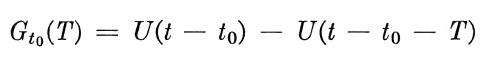 G_{t_0}(T) = U(t − t_0) − U(t − t_0 − T)